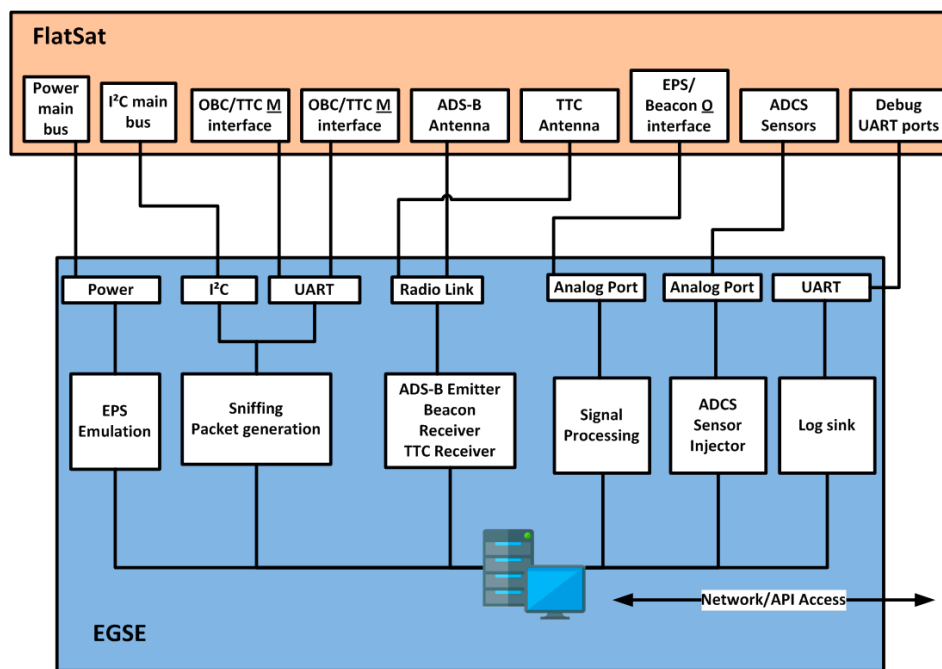 FlatSat
Power
main
bus
I²C main
bus
OBC/TTC M
interface
OBC/TTC M
interface
ADS-B
Antenna
TTC
Antenna
EPS/
Beacon O
interface
ADCS
Sensors
Debug
UART ports
Power
I²C
UART
Radio Link
Analog Port
Analog Port
UART
EPS
Emulation
Sniffing
Packet generation
ADS-B Emitter
Beacon
Receiver
TTC Receiver
Signal
Processing
ADCS
Sensor
Injector
Log sink
Network/API Access
EGSE